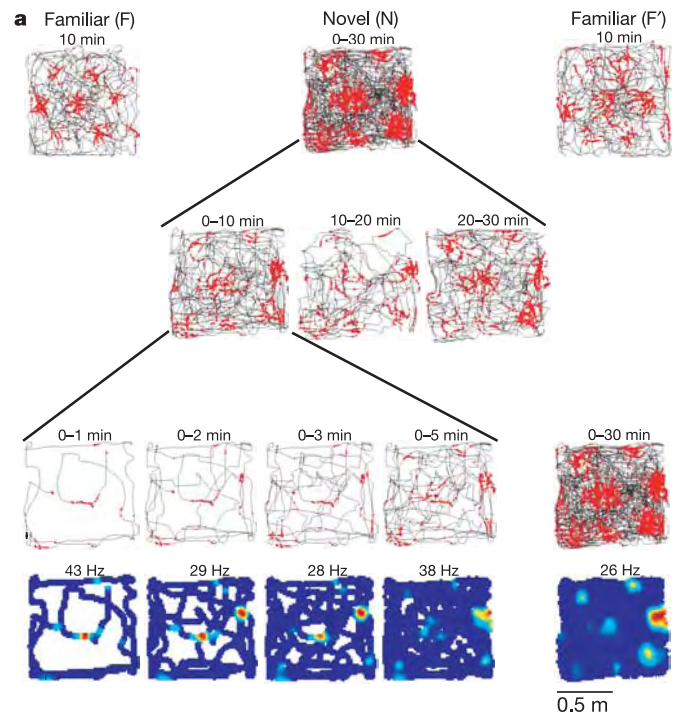 a Familiar (F) Novel (N) Familiar (F′)
10 min 0–30 min 10 min
0–10 min 10–20 min 20–30 min
0–1 min 0–2 min 0–3 min 0–5 min 0–30 min
43 Hz 29 Hz 28 Hz 38 Hz 26 Hz
0.5 m